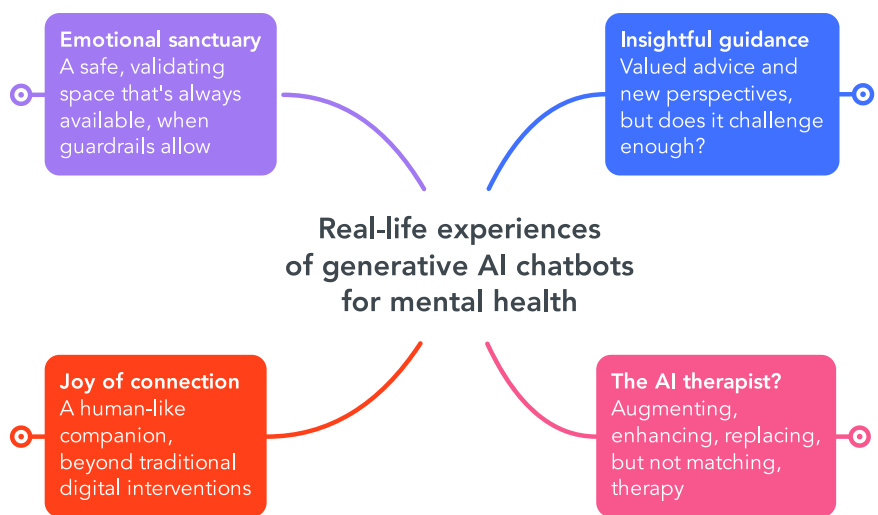 Emotional sanctuary
A safe, validating
space that's always
available, when
guardrails allow
Insightful guidance
Valued advice and
new perspectives,
but does it challenge
enough?
Real-life experiences
of generative AI chatbots
for mental health
Joy of connection
A human-like
companion,
beyond traditional
digital interventions
The AI therapist?
Augmenting,
enhancing, replacing,
but not matching,
therapy